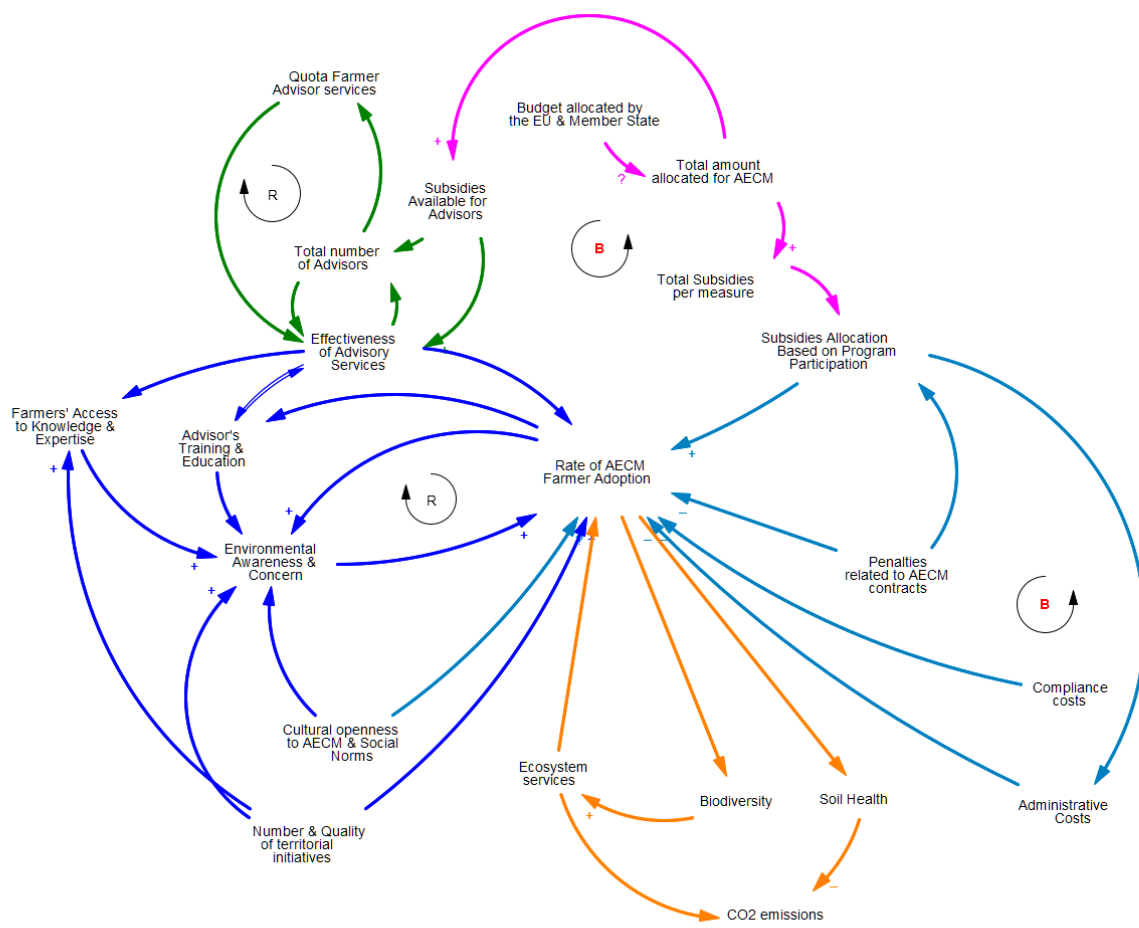 Quota Farmer
Advisor services
Budget allocated by
the EU & Member State
+
Total amount
allocated for AECM
?
R
Subsidies
Available for
Advisors
B
+
Total number
of Advisors
Total Subsidies
per measure
Effectiveness
of Advisory
Services
+
Subsidies Allocation
Based on Program
Participation
Farmers' Access
to Knowledge &
Expertise
+
Advisor's
Training &
Education
Rate of AECM
Farmer Adoption
+
R
+
–
+
+
–
–
Environmental
Awareness &
Concern
+
+
Penalties
related to AECM
contracts
B
Compliance
costs
Cultural openness
to AECM & Social
Norms
Ecosystem
services
+
Biodiversity
Soil Health
Administrative
Costs
Number & Quality
of territorial
initiatives
–
CO2 emissions